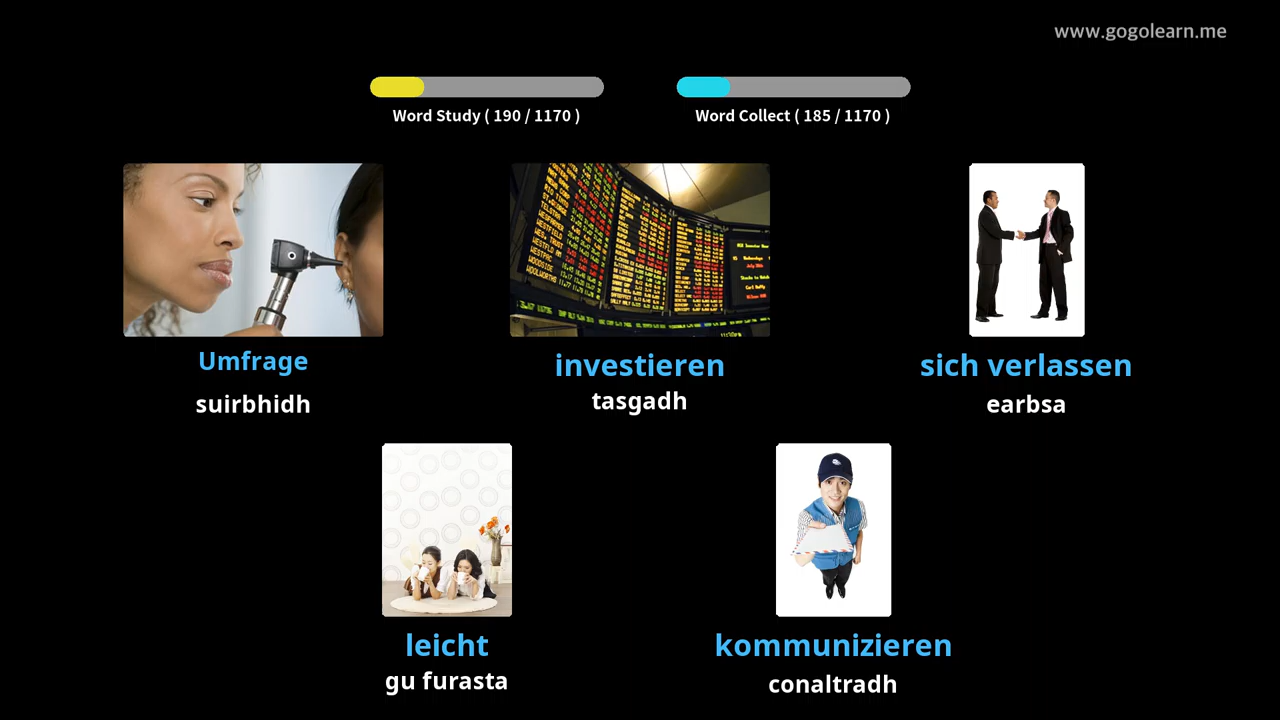 www.gogolearn.me
Word Study ( 190 / 1170 )
Word Collect ( 185 / 1170 )
Umfrage
suirbhidh
investieren
tasgadh
sich verlassen
earbsa
leicht
gu furasta
kommunizieren
conaltradh